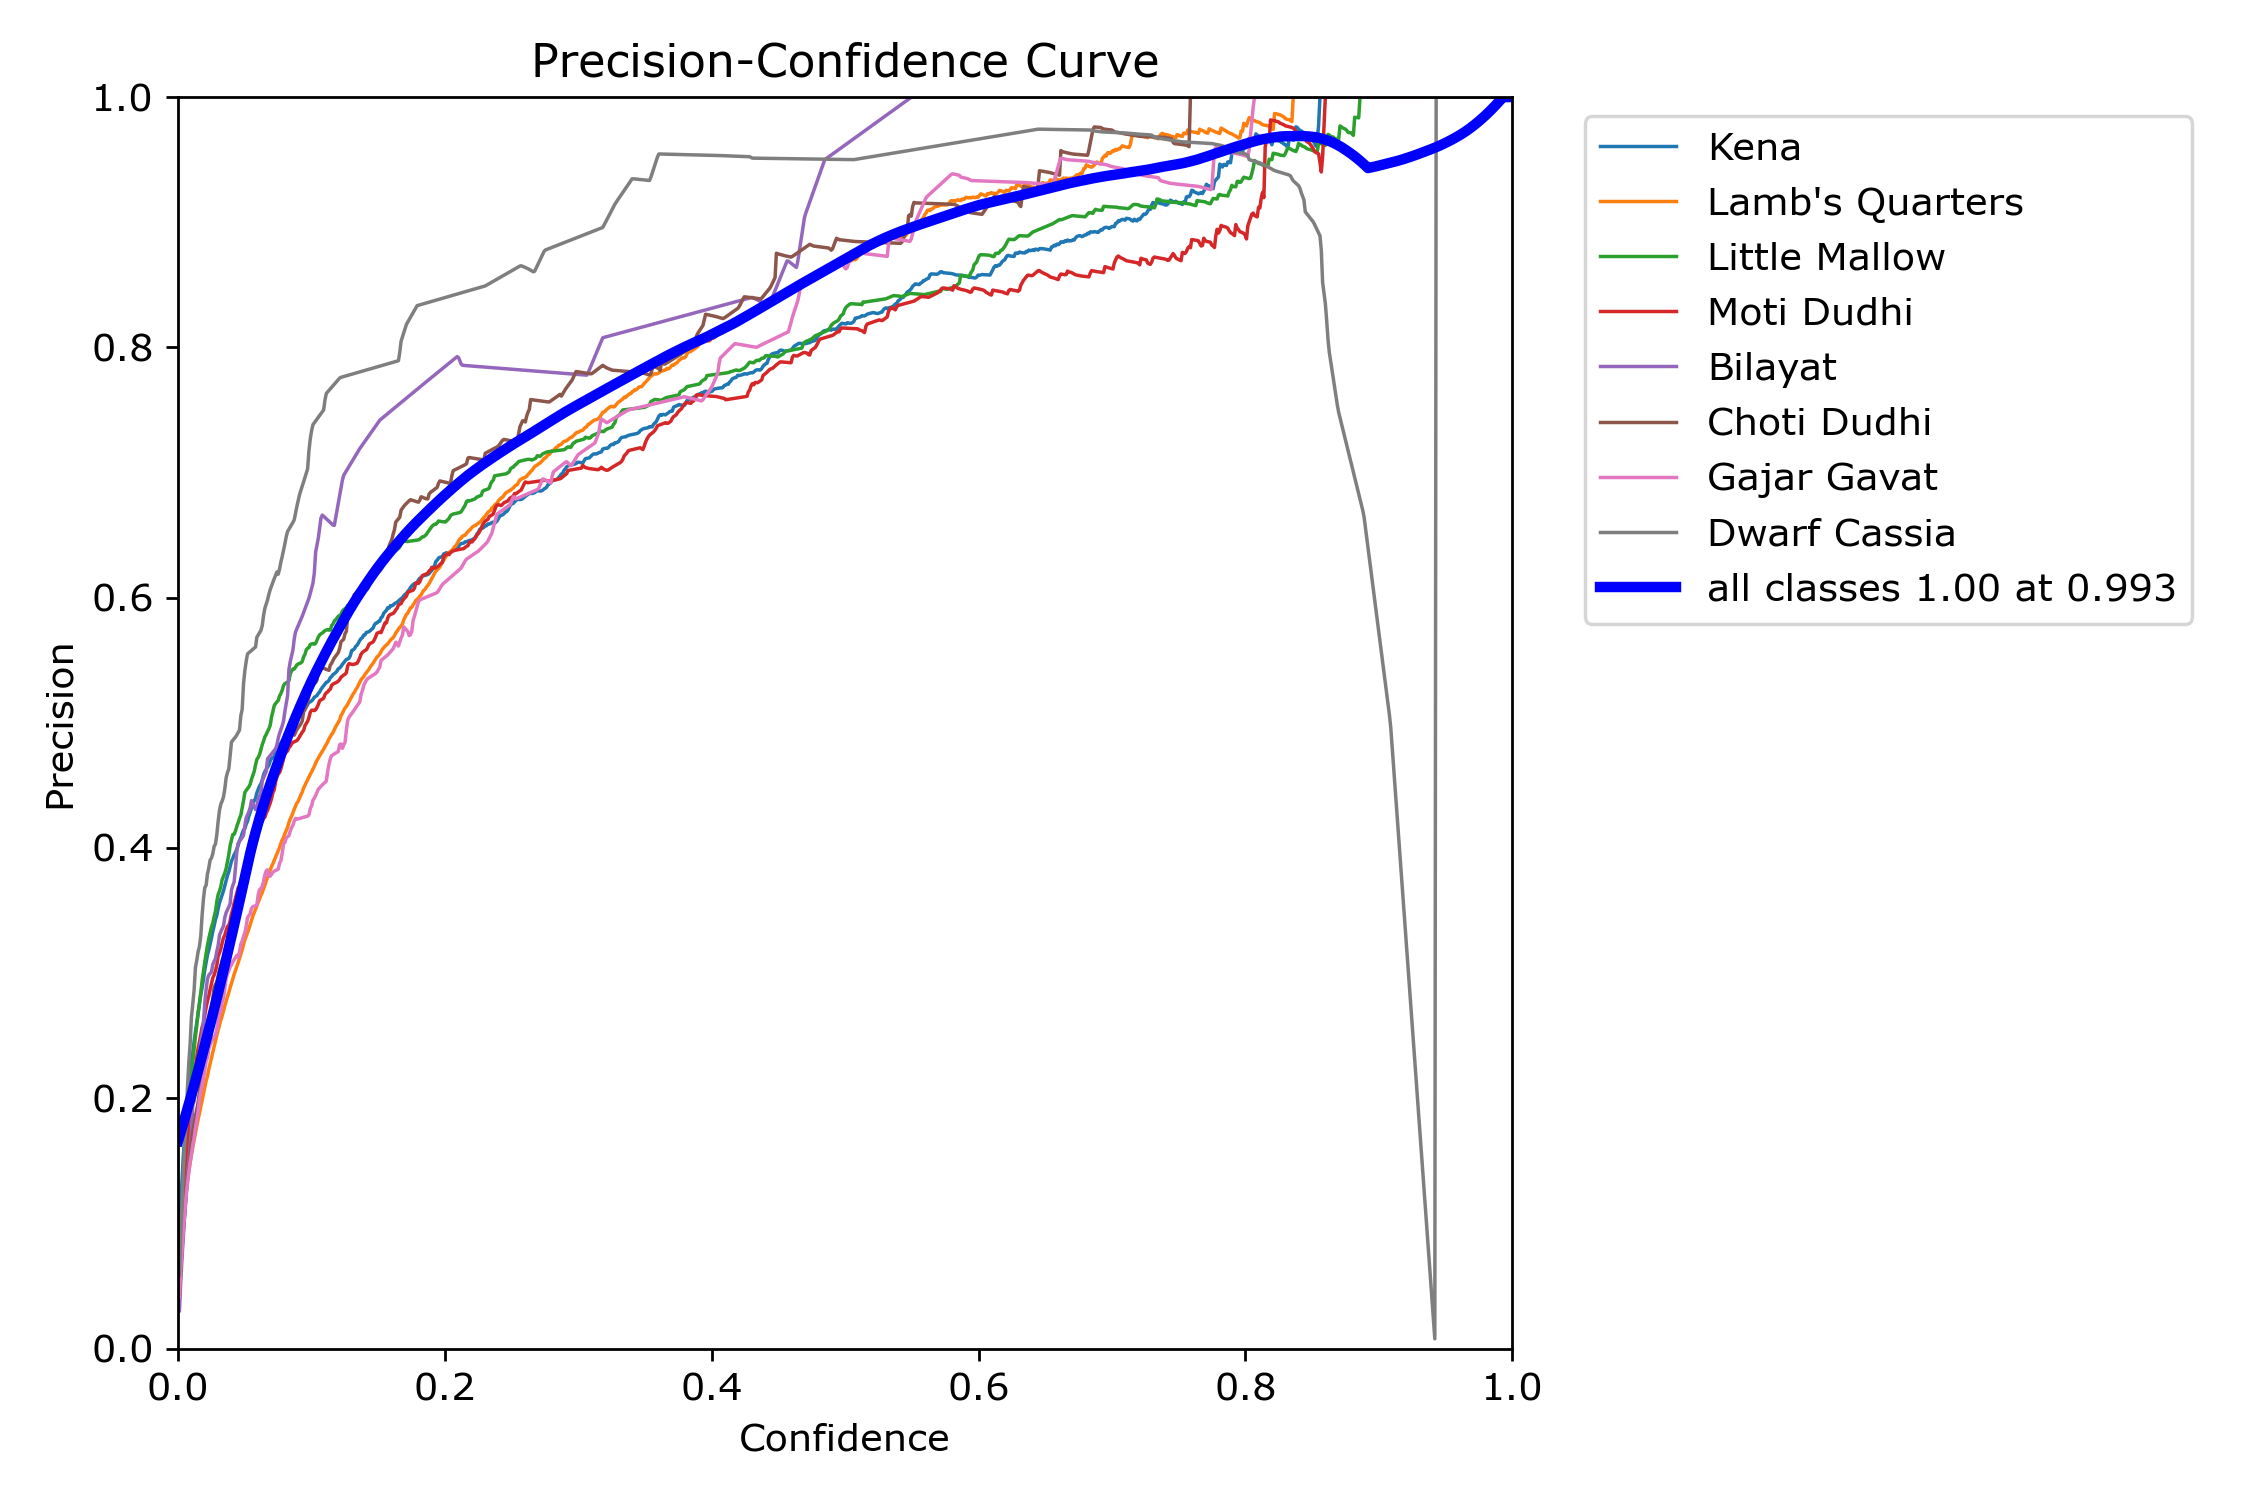 Precision-Confidence Curve
1.0
0.8
0.6
0.4
0.2
0.0
Precision
0.0 0.2 0.4 0.6 0.8 1.0
Confidence
Kena
Lamb's Quarters
Little Mallow
Moti Dudhi
Bilayat
Choti Dudhi
Gajar Gavat
Dwarf Cassia
all classes 1.00 at 0.993